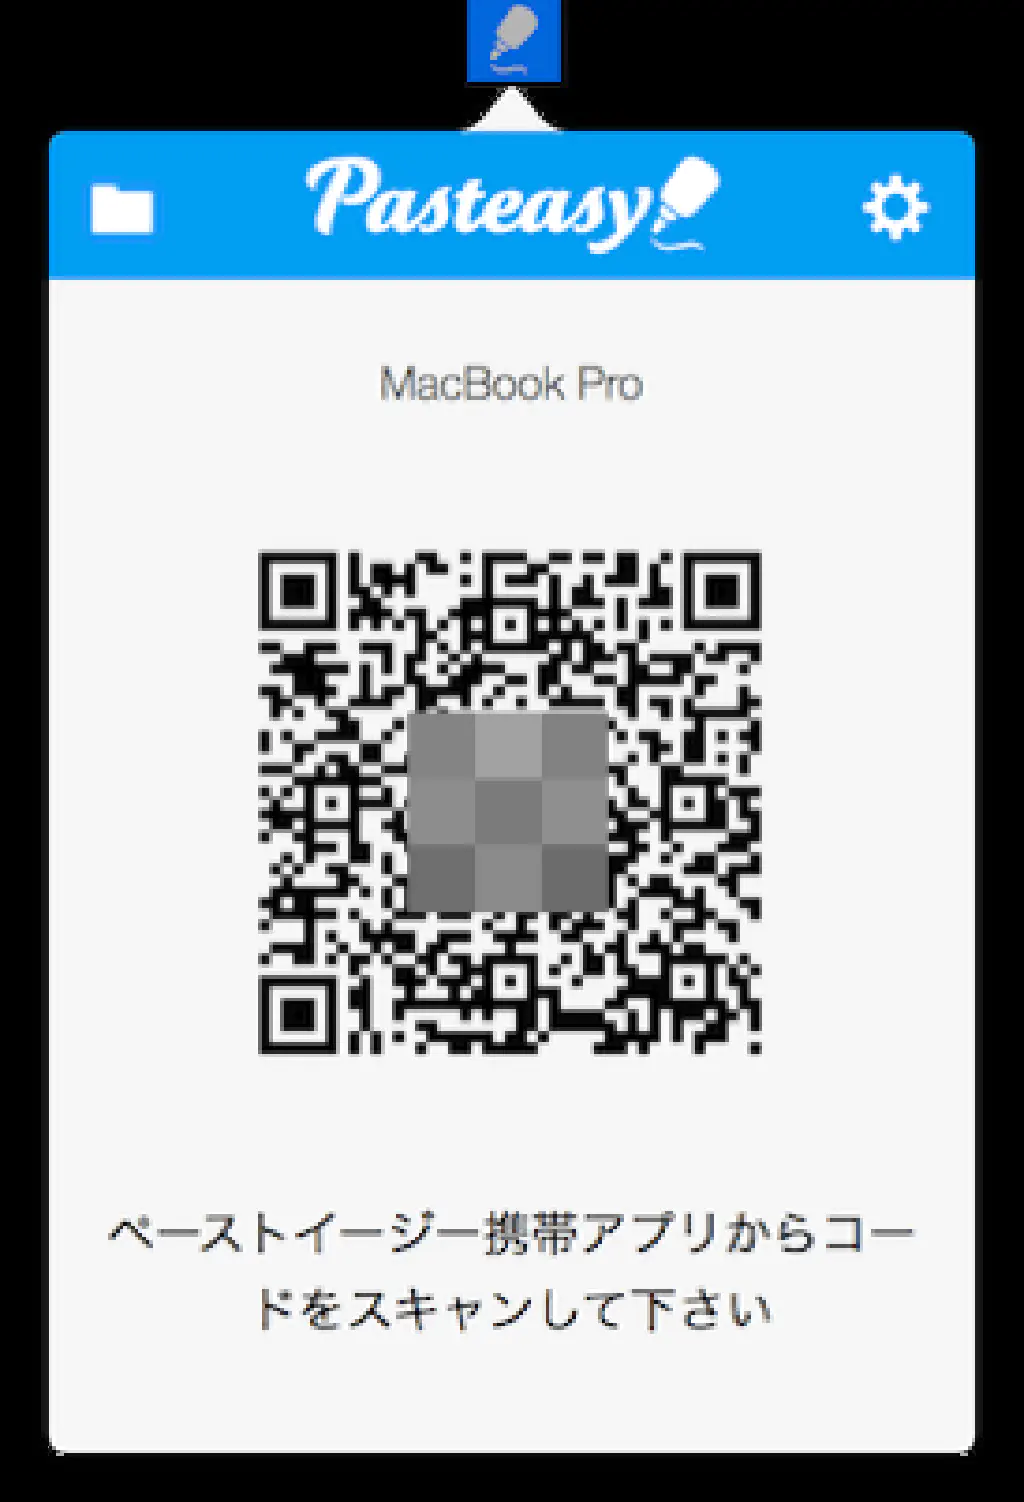 Pasteasy
MacBook Pro
ペーストイージー携帯アプリからコー
ドをスキャンして下さい